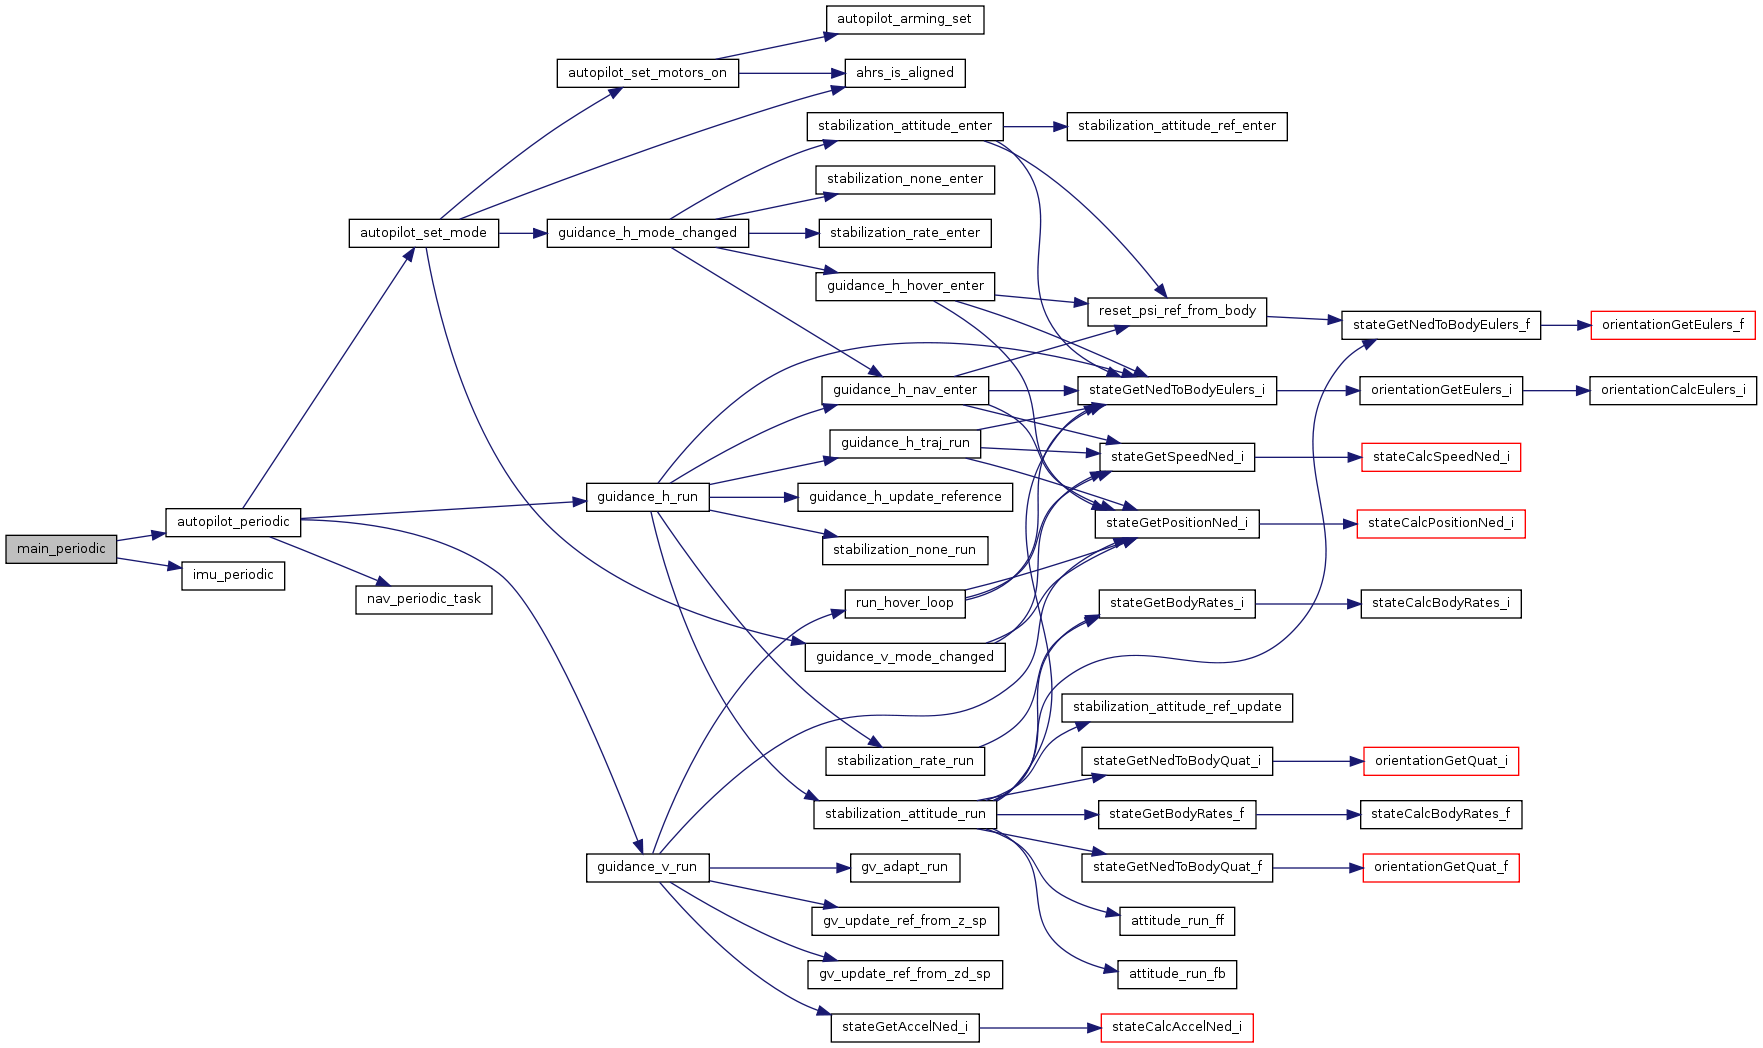 autopilot_arming_set
autopilot_set_motors_on
ahrs_is_aligned
stabilization_attitude_enter
stabilization_attitude_ref_enter
stabilization_none_enter
autopilot_set_mode
guidance_h_mode_changed
stabilization_rate_enter
guidance_h_hover_enter
reset_psi_ref_from_body
stateGetNedToBodyEulers_f
orientationGetEulers_f
guidance_h_nav_enter
stateGetNedToBodyEulers_i
orientationGetEulers_i
orientationCalcEulers_i
guidance_h_traj_run
stateGetSpeedNed_i
stateCalcSpeedNed_i
guidance_h_run
guidance_h_update_reference
autopilot_periodic
stateGetPositionNed_i
stateCalcPositionNed_i
main_periodic
stabilization_none_run
imu_periodic
nav_periodic_task
run_hover_loop
stateGetBodyRates_i
stateCalcBodyRates_i
guidance_v_mode_changed
stabilization_attitude_ref_update
stabilization_rate_run
stateGetNedToBodyQuat_i
orientationGetQuat_i
stabilization_attitude_run
stateGetBodyRates_f
stateCalcBodyRates_f
guidance_v_run
gv_adapt_run
stateGetNedToBodyQuat_f
orientationGetQuat_f
gv_update_ref_from_z_sp
attitude_run_ff
gv_update_ref_from_zd_sp
attitude_run_fb
stateGetAccelNed_i
stateCalcAccelNed_i